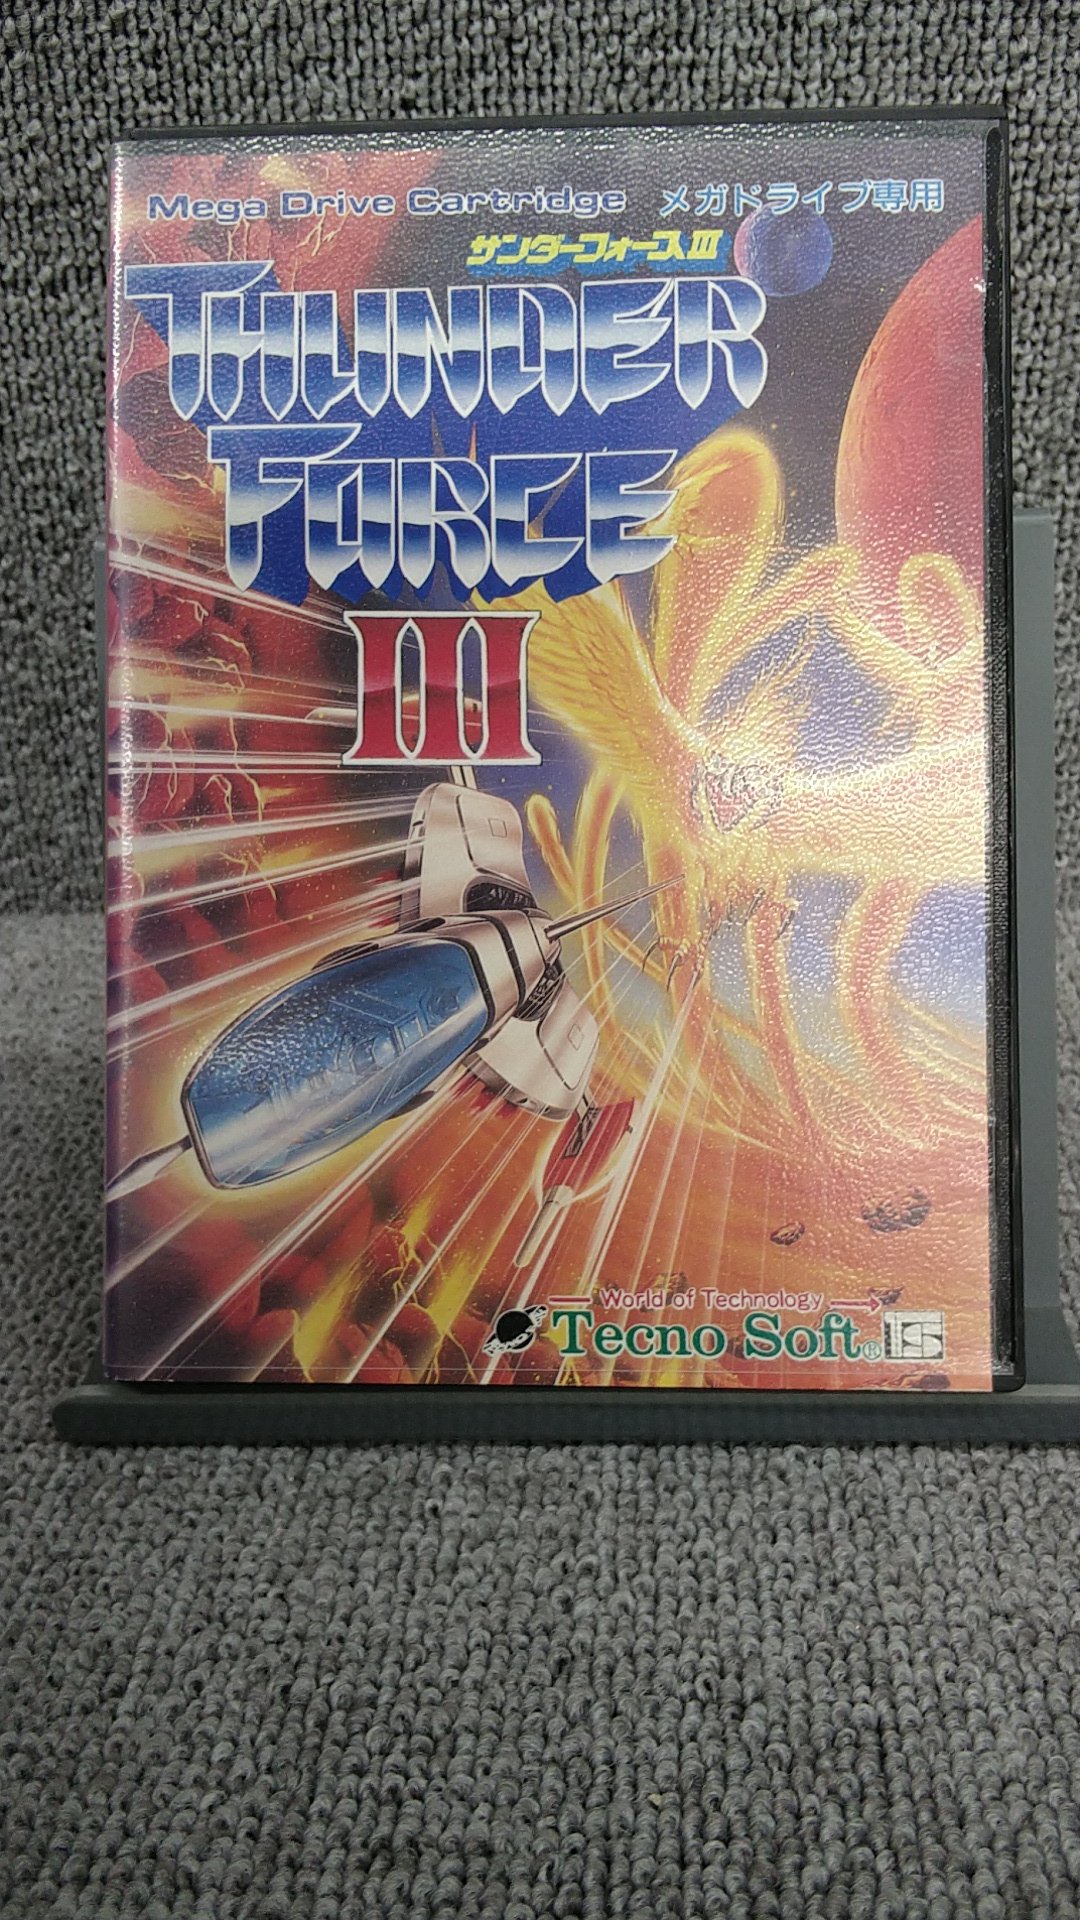 Mega Drive Cartridge メガドライブ専用
サンダーフォースIII
THUNDER
FORCE
III
World of Technology
Tecno Soft®